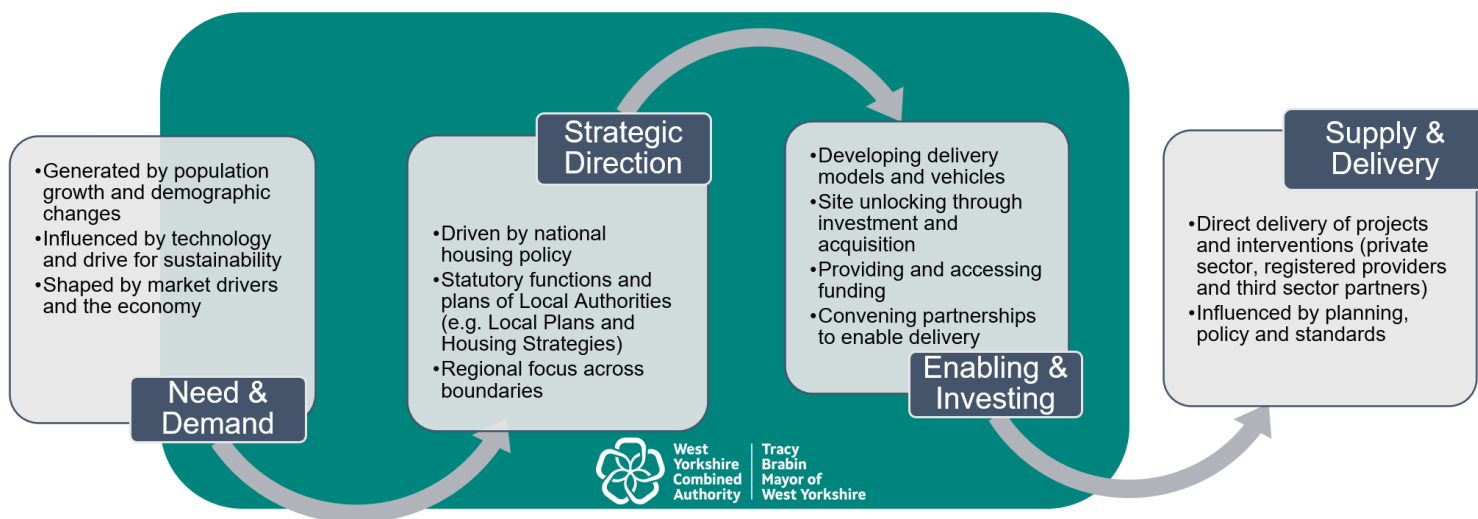 •Generated by population
growth and demographic
changes
•Influenced by technology
and drive for sustainability
•Shaped by market drivers
and the economy
Need &
Demand
Strategic
Direction
•Driven by national
housing policy
•Statutory functions and
plans of Local Authorities
(e.g. Local Plans and
Housing Strategies)
•Regional focus across
boundaries
•Developing delivery
models and vehicles
•Site unlocking through
investment and
acquisition
•Providing and accessing
funding
•Convening partnerships
to enable delivery
Enabling &
Investing
Supply &
Delivery
•Direct delivery of projects
and interventions (private
sector, registered providers
and third sector partners)
•Influenced by planning,
policy and standards
West
Yorkshire
Combined
Authority
Tracy
Brabin
Mayor of
West Yorkshire